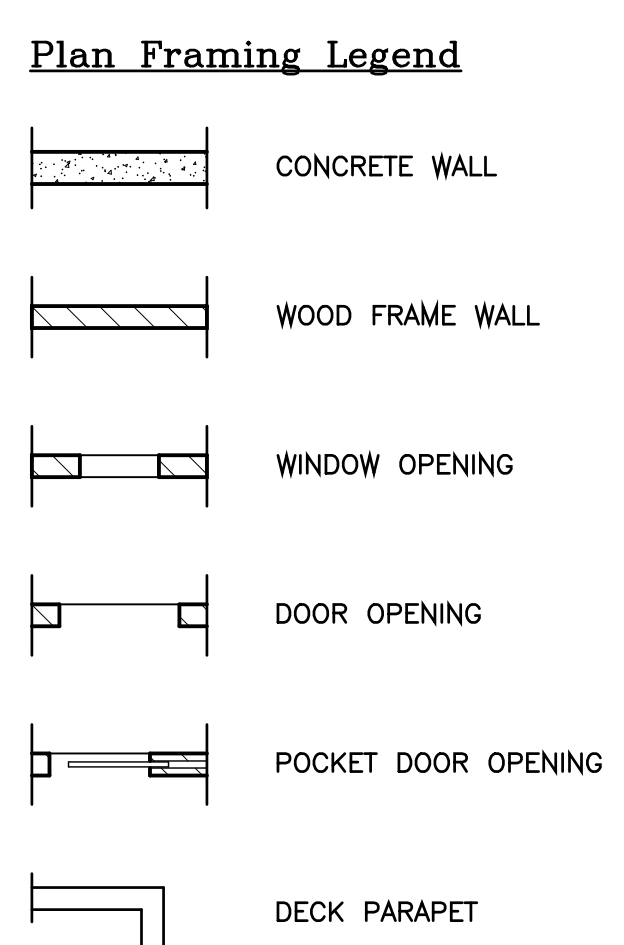 Plan Framing Legend
CONCRETE WALL
WOOD FRAME WALL
WINDOW OPENING
DOOR OPENING
POCKET DOOR OPENING
DECK PARAPET